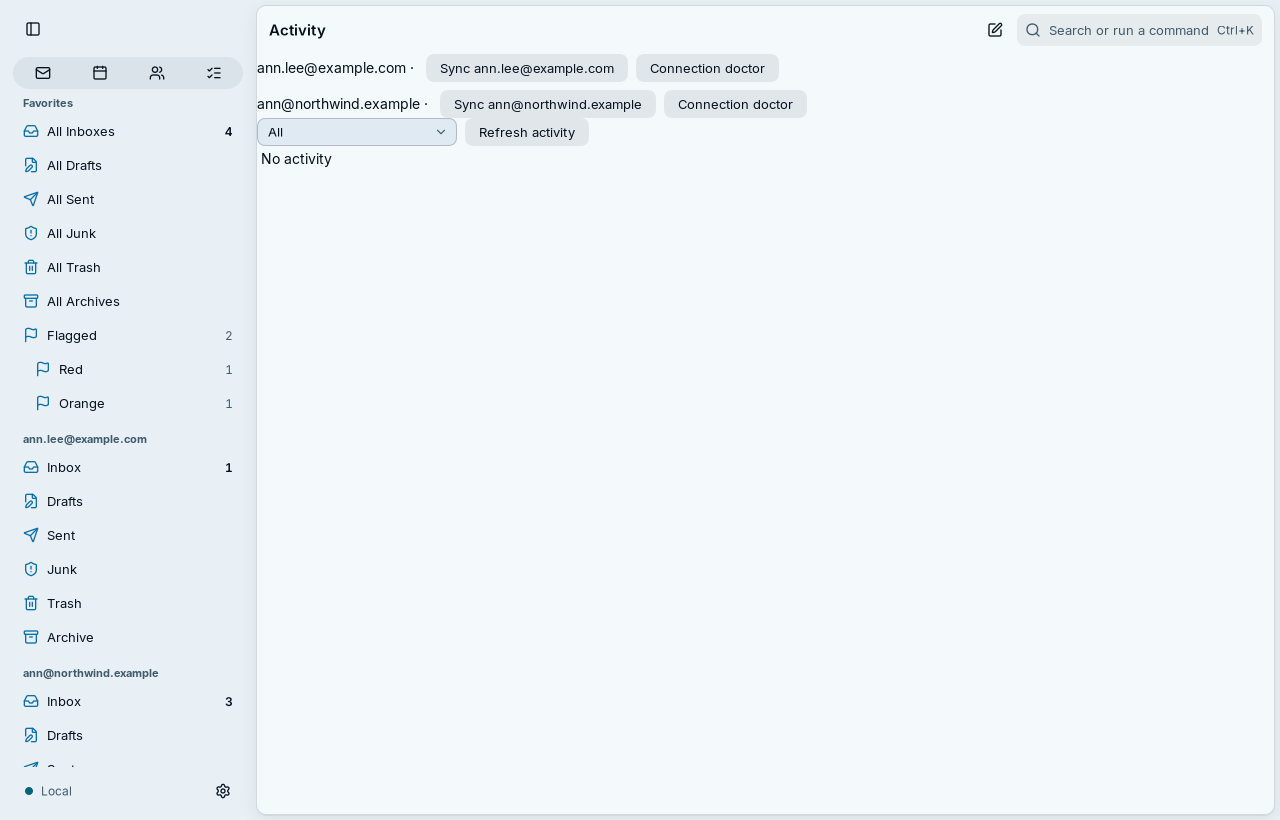 Activity
Search or run a command Ctrl+K
ann.lee@example.com · Sync ann.lee@example.com Connection doctor
ann@northwind.example · Sync ann@northwind.example Connection doctor
All Refresh activity
No activity
Favorites
All Inboxes 4
All Drafts
All Sent
All Junk
All Trash
All Archives
Flagged 2
Red 1
Orange 1
ann.lee@example.com
Inbox 1
Drafts
Sent
Junk
Trash
Archive
ann@northwind.example
Inbox 3
Drafts
Local